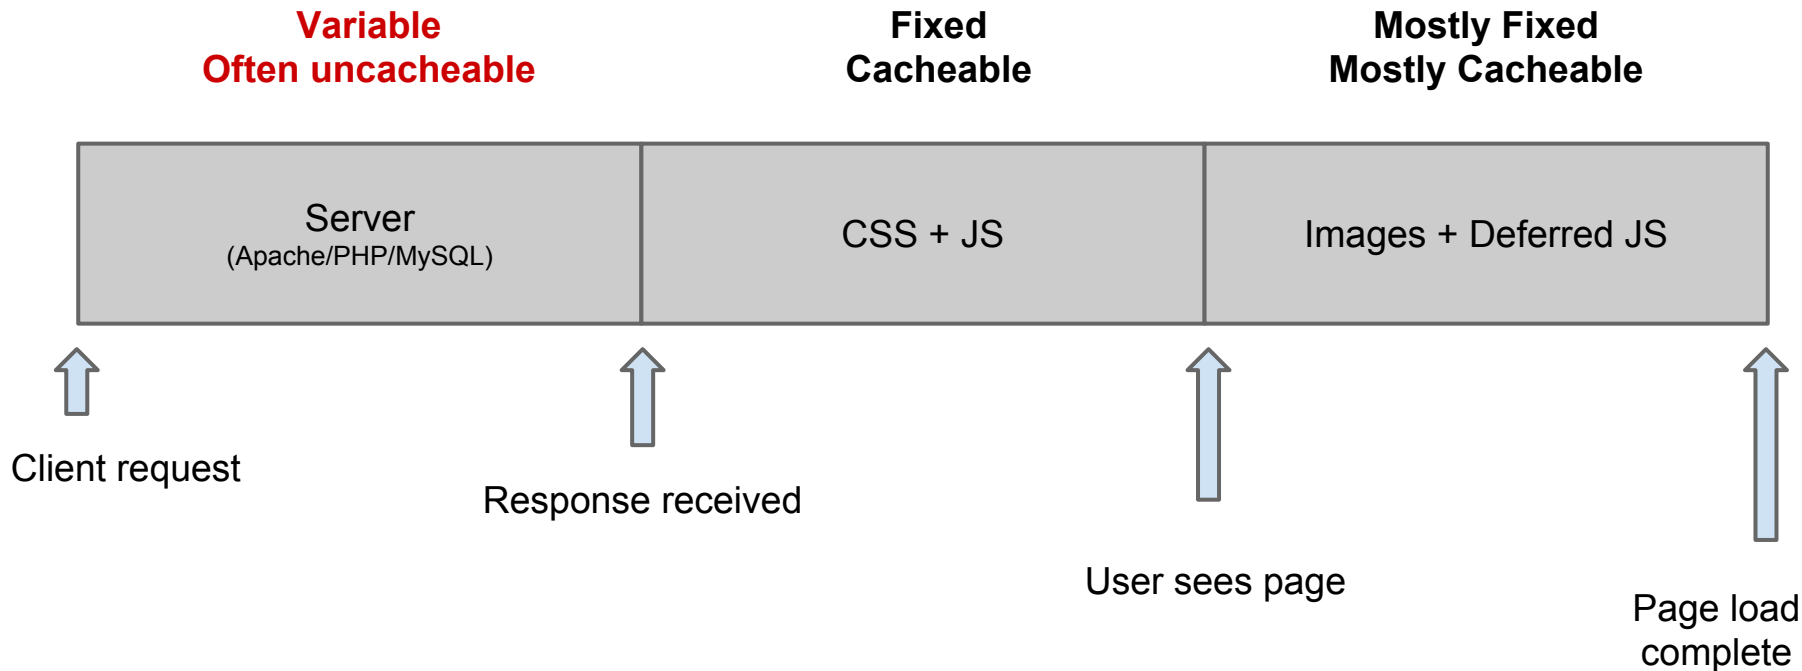 Variable
Often uncacheable
Fixed
Cacheable
Mostly Fixed
Mostly Cacheable
Server
(Apache/PHP/MySQL)
CSS + JS
Images + Deferred JS
Client request
Response received
User sees page
Page load
complete